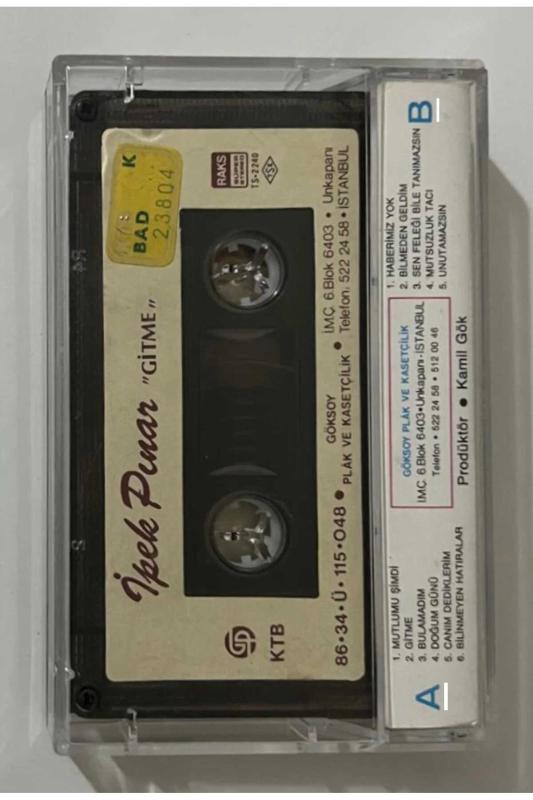 İpek Pınar "GİTME"
BAD
K
23804
RAKS
SUPER
STEREO
TS-2240
TSE
KTB
GÖKSOY
PLAK VE KASETÇİLİK
86•34•Ü•115•048 •
İ.M.Ç. 6.Blok 6403 • Unkapanı
Telefon: 522 24 58 • İSTANBUL
A
1. MUTLUMU ŞİMDİ
2. GİTME
3. BULAMADIM
4. DOĞUM GÜNÜ
5. CANIM DEDİKLERİM
6. BİLİNMEYEN HATIRALAR
GÖKSOY PLAK VE KASETÇİLİK
İ.M.Ç. 6.Blok 6403•Unkapanı-İSTANBUL
Telefon • 522 24 58 • 512 00 46
Prodüktör • Kamil Gök
B
1. HABERİMİZ YOK
2. BİLMEDEN GELDİM
3. SEN FELEĞİ BİLE TANIMAZSIN
4. MUTSUZLUK TACI
5. UNUTAMAZSIN